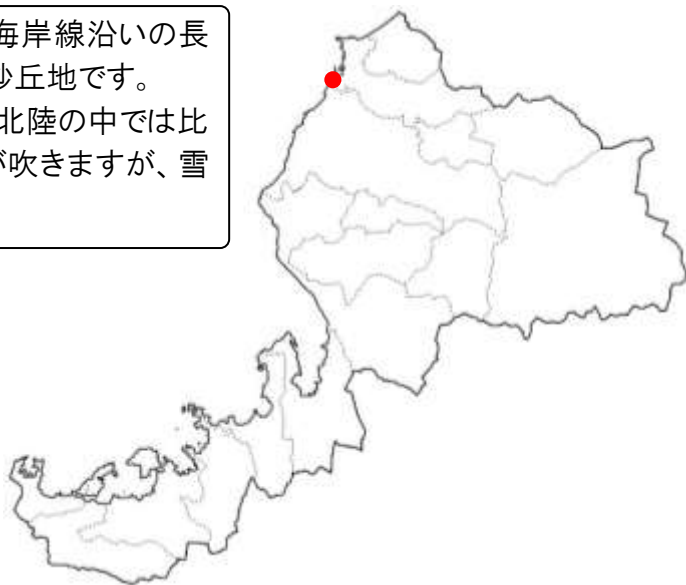 海岸線沿いの長
砂丘地です。
北陸の中では比
が吹きますが、雪